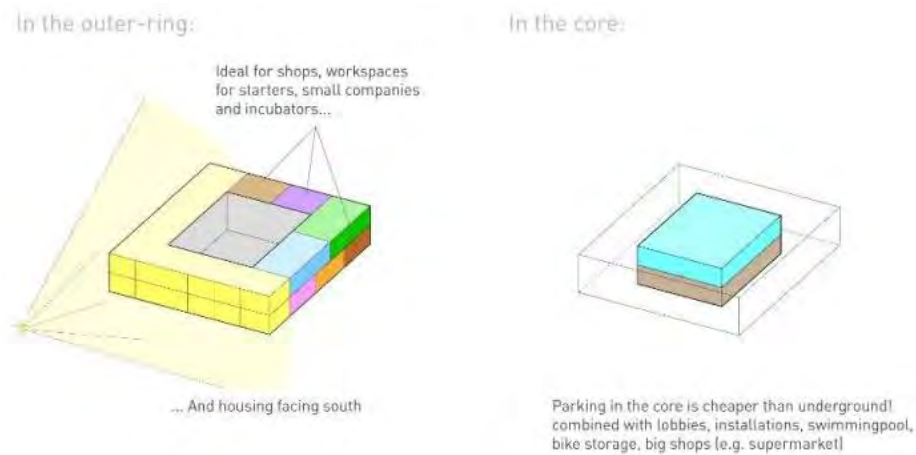 In the outer-ring:
In the core:
Ideal for shops, workspaces
for starters, small companies
and incubators...
... And housing facing south
Parking in the core is cheaper than underground!
combined with lobbies, installations, swimmingpool,
bike storage, big shops (e.g. supermarket)